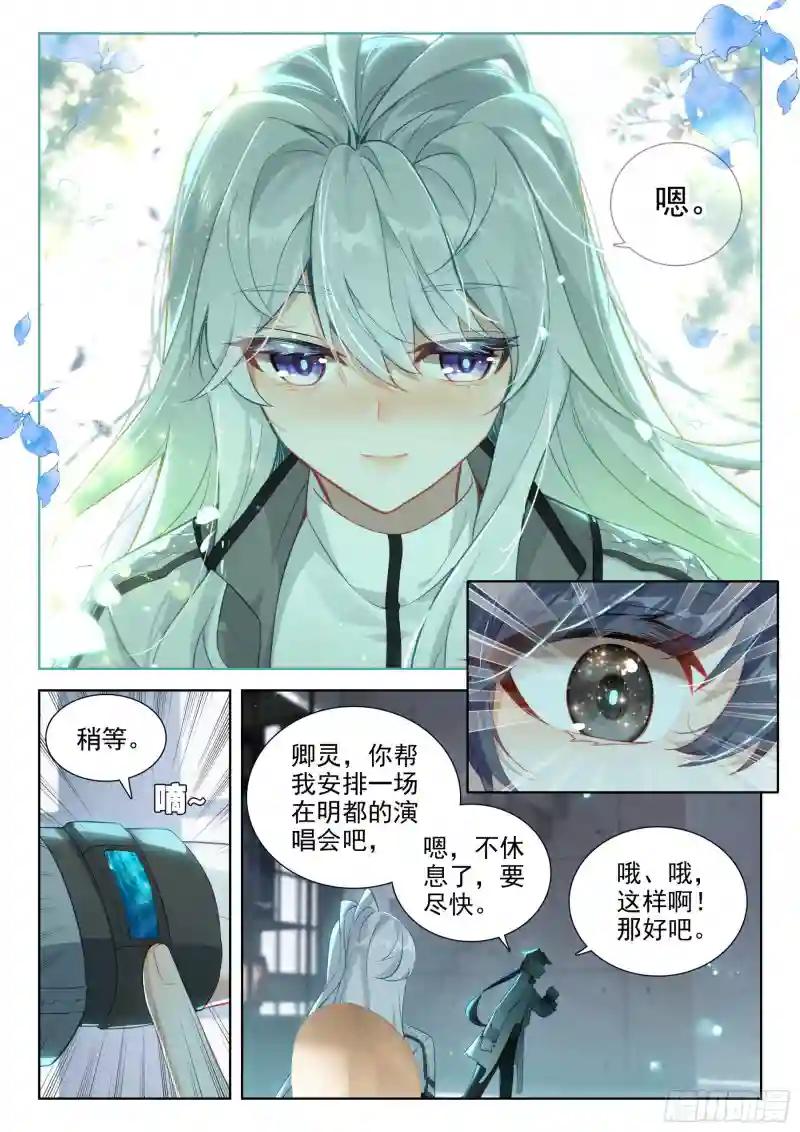 嗯。
稍等。
嘀~
卿灵，你帮
我安排一场
在明都的演
唱会吧，
嗯，不休
息了，要
尽快。
哦、哦，
这样啊！
那好吧。